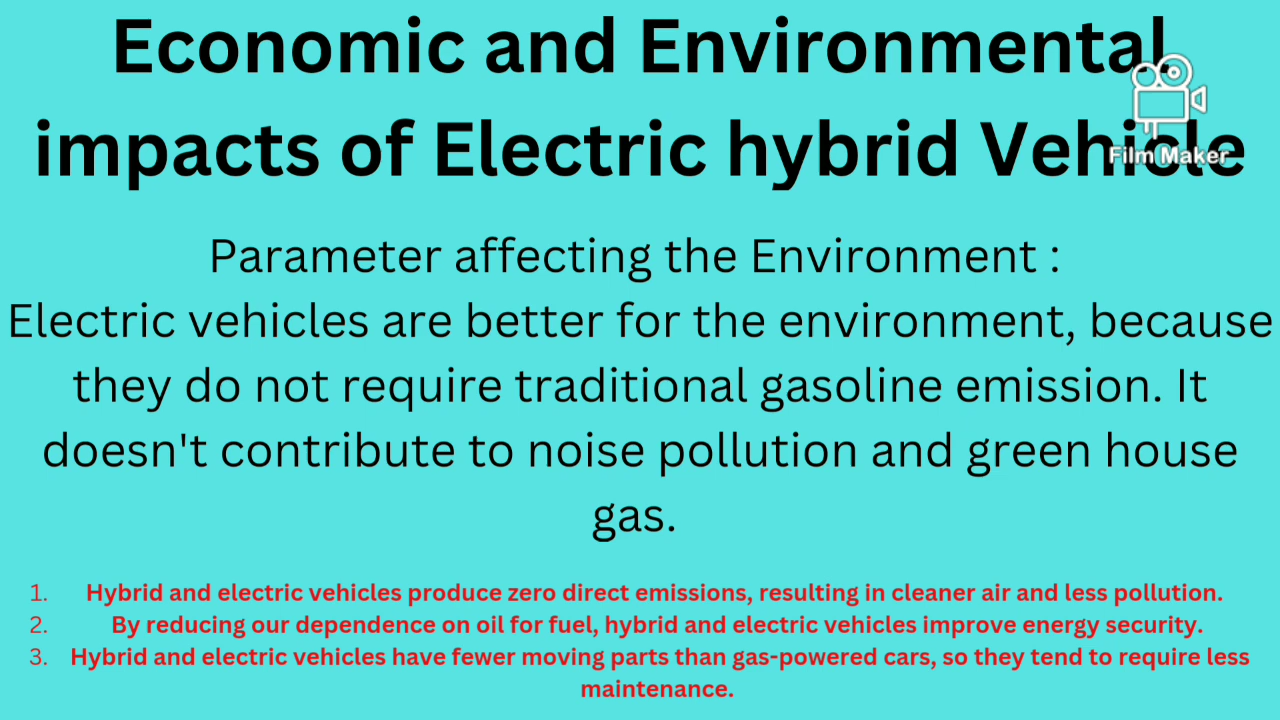 Economic and Environmental
impacts of Electric hybrid Vehicle
Film Maker
Parameter affecting the Environment :
Electric vehicles are better for the environment, because
they do not require traditional gasoline emission. It
doesn't contribute to noise pollution and green house
gas.
1. Hybrid and electric vehicles produce zero direct emissions, resulting in cleaner air and less pollution.
2. By reducing our dependence on oil for fuel, hybrid and electric vehicles improve energy security.
3. Hybrid and electric vehicles have fewer moving parts than gas-powered cars, so they tend to require less
maintenance.